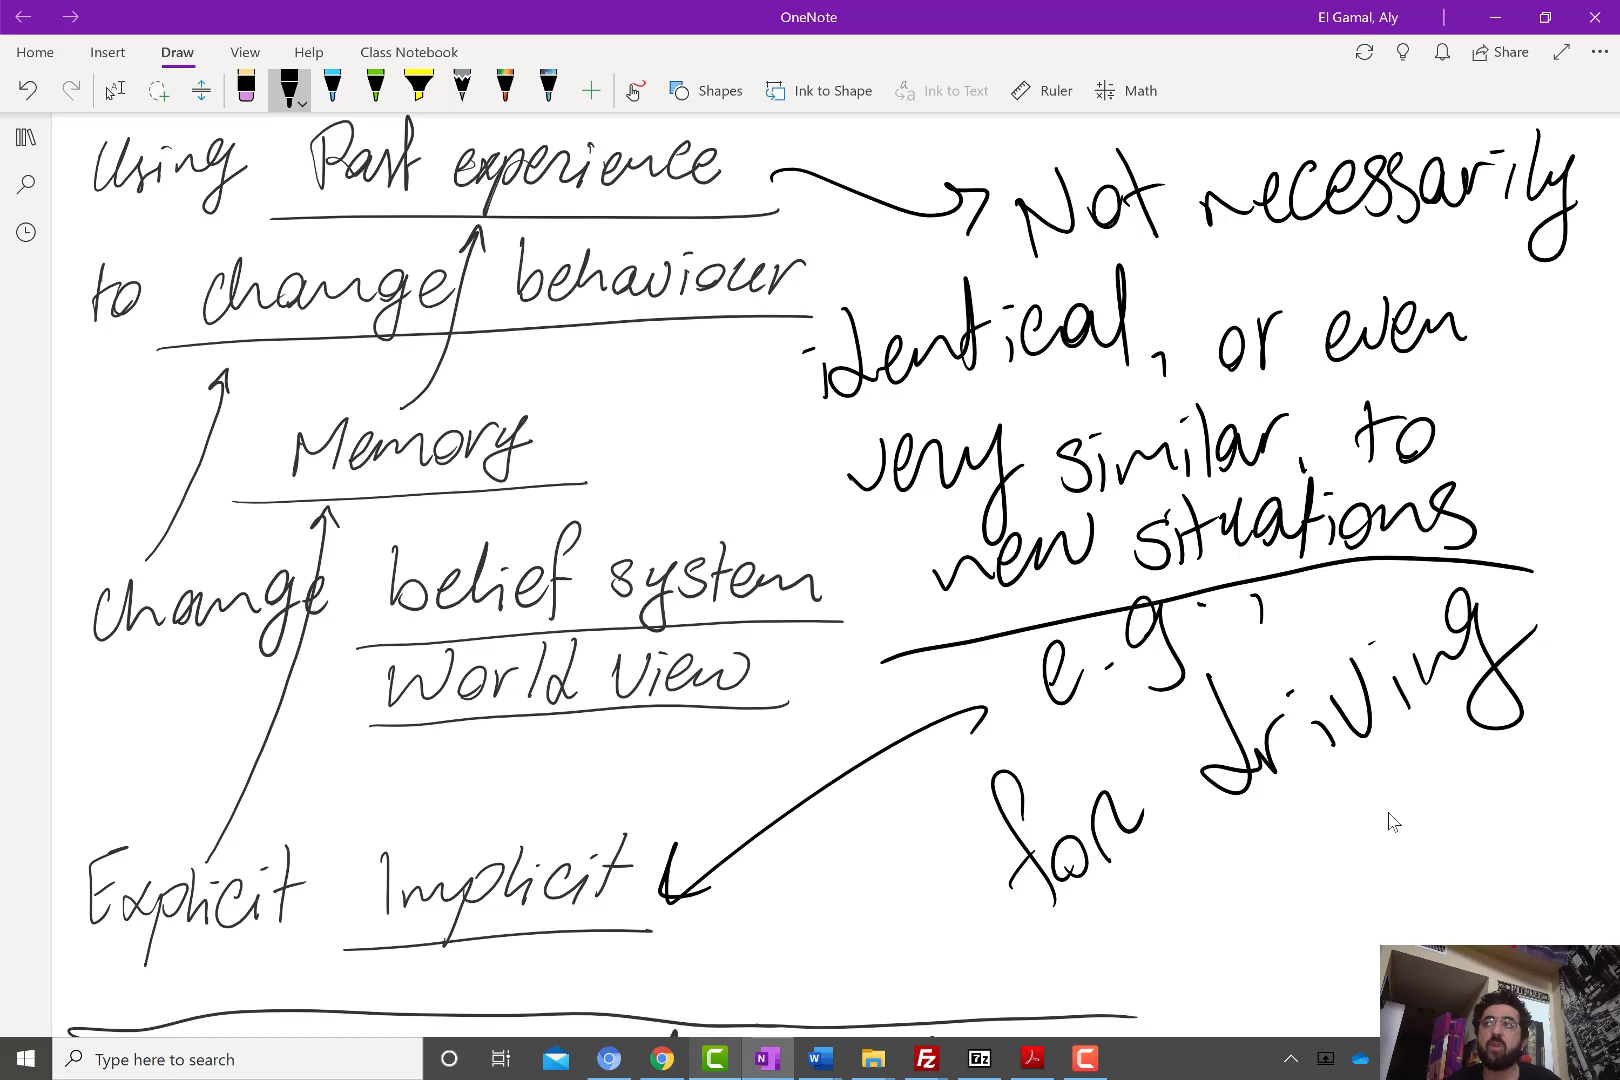 OneNote
El Gamal, Aly
Home Insert Draw View Help Class Notebook
Share
Shapes Ink to Shape Ink to Text Ruler Math
Using Past experience
to change behaviour
Memory
change belief system
World view
Explicit Implicit
Not necessarily
identical, or even
very similar, to
new situations
e.g.,
for driving
Type here to search